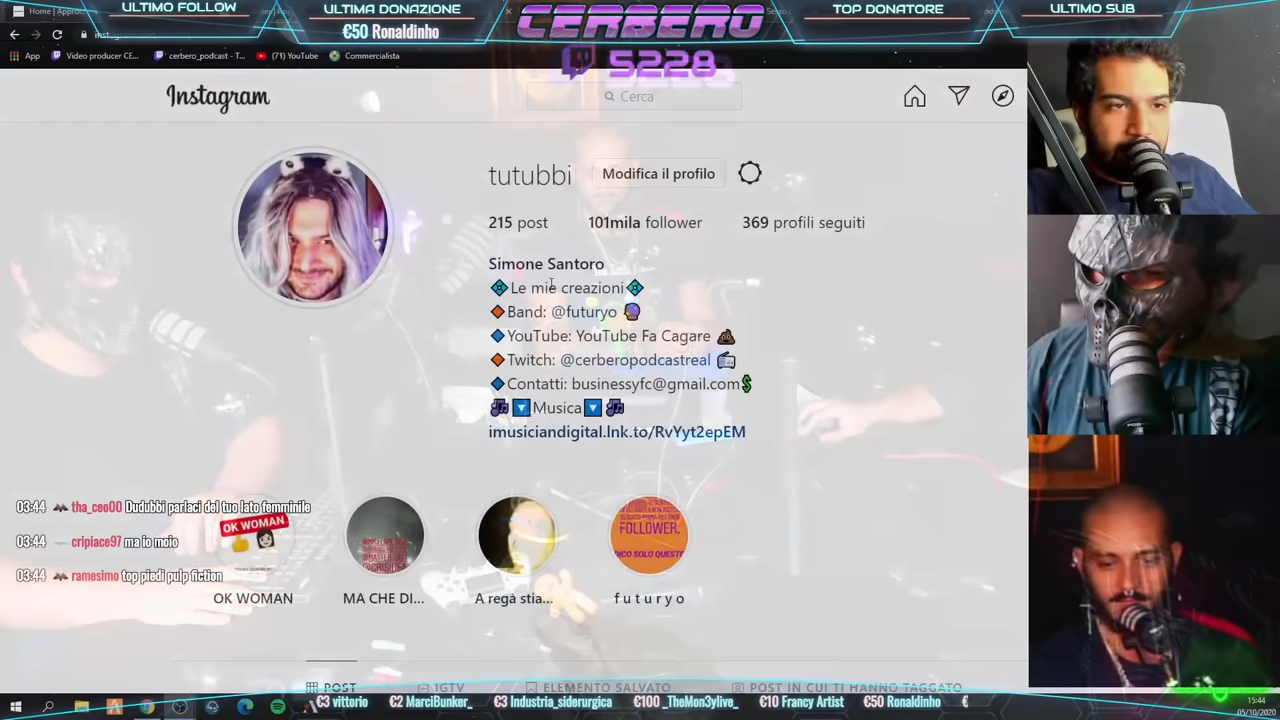 ULTIMO FOLLOW
ULTIMA DONAZIONE
€50 Ronaldinho
CERBERO
5228
TOP DONATORE
ULTIMO SUB
App
Video producer CE...
cerbero_podcast - T...
(71) YouTube
Commercialista
Instagram
Cerca
tutubbi
Modifica il profilo
215 post
101mila follower
369 profili seguiti
Simone Santoro
Le mie creazioni
Band: @futuryo
YouTube: YouTube Fa Cagare
Twitch: @cerberopodcastreal
Contatti: businessyfc@gmail.com
Musica
imusiciandigital.lnk.to/RvYyt2epEM
03:44 tha_ceo00 Dudubbi parlaci del tuo lato femminile
03:44 cripiace97 ma io moio
03:44 ramesimo top piedi pulp fiction
OK WOMAN
FOLLOWER.
OK WOMAN
MA CHE DI...
A regà stia...
f u t u r y o
POST
IGTV
ELEMENTO SALVATO
POST IN CUI TI HANNO TAGGATO
€3 vittorio
€2 MarciBunker_
€3 Industria_siderurgica
€100 _TheMon3ylive_
€10 Francy Artist
€50 Ronaldinho
15:44
05/10/2020